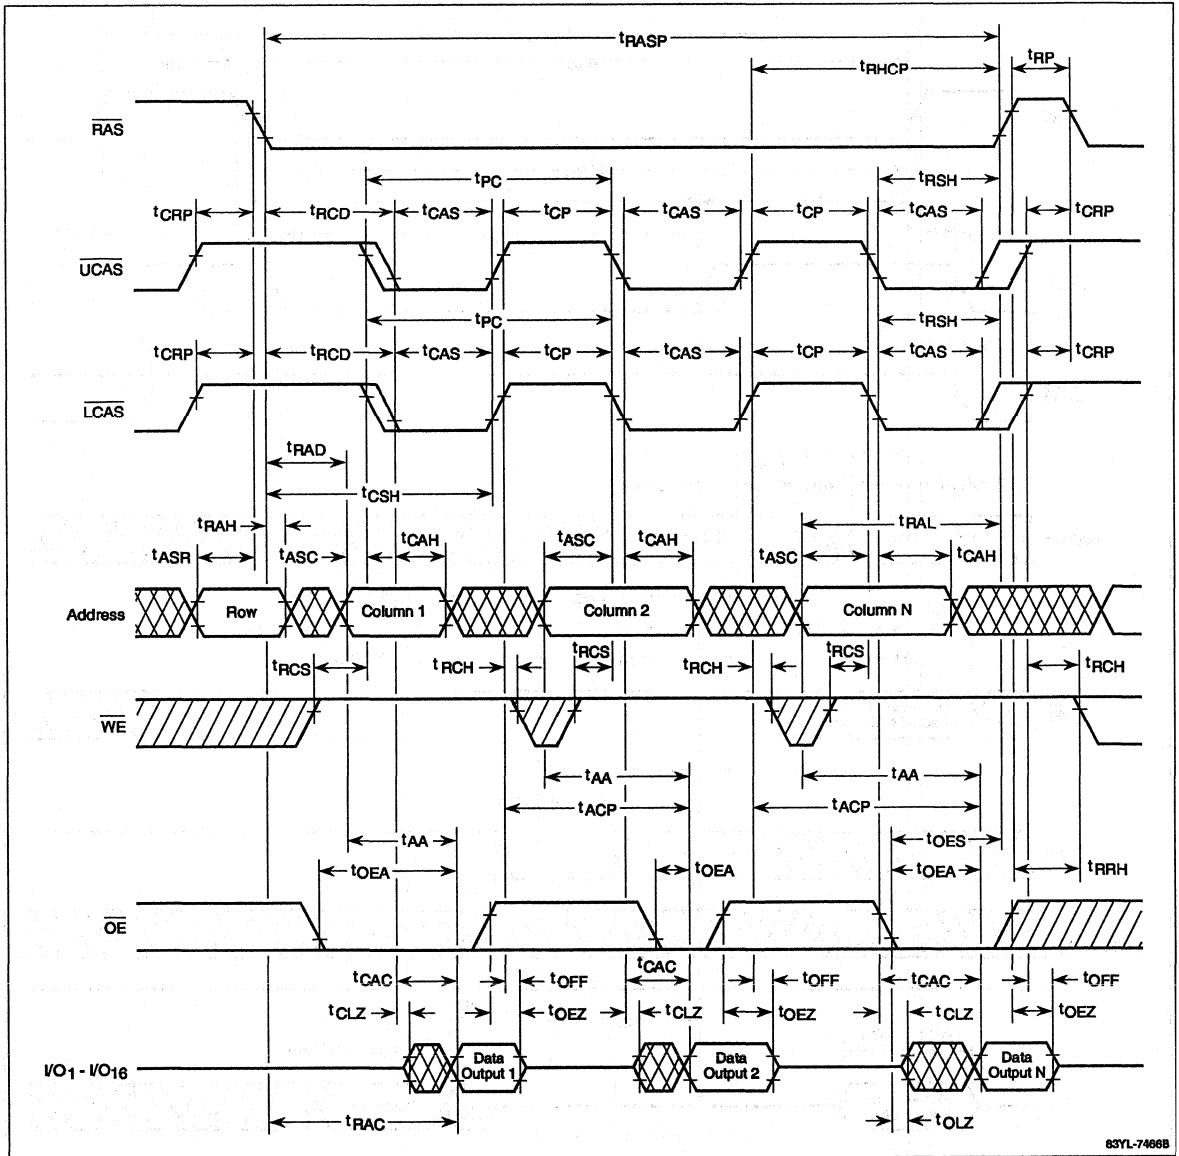 tRASP
tRHCP
tRP
RAS
tPC
tRSH
tCRP
tRCD
tCAS
tCP
tCAS
tCP
tCAS
tCRP
UCAS
tPC
tRSH
tCRP
tRCD
tCAS
tCP
tCAS
tCP
tCAS
tCRP
LCAS
tRAD
tCSH
tRAH
tRAL
tASR
tASC
tCAH
tASC
tCAH
tASC
tCAH
Address
Row
Column 1
Column 2
Column N
tRCS
tRCH
tRCS
tRCH
tRCS
tRCH
WE
tAA
tAA
tACP
tACP
tAA
tOES
tOEA
tOEA
tOEA
tRRH
OE
tCAC
tOFF
tCAC
tOFF
tCAC
tOFF
tCLZ
tOEZ
tCLZ
tOEZ
tCLZ
tOEZ
I/O1 - I/O16
Data Output 1
Data Output 2
Data Output N
tRAC
tOLZ
83YL-7466B